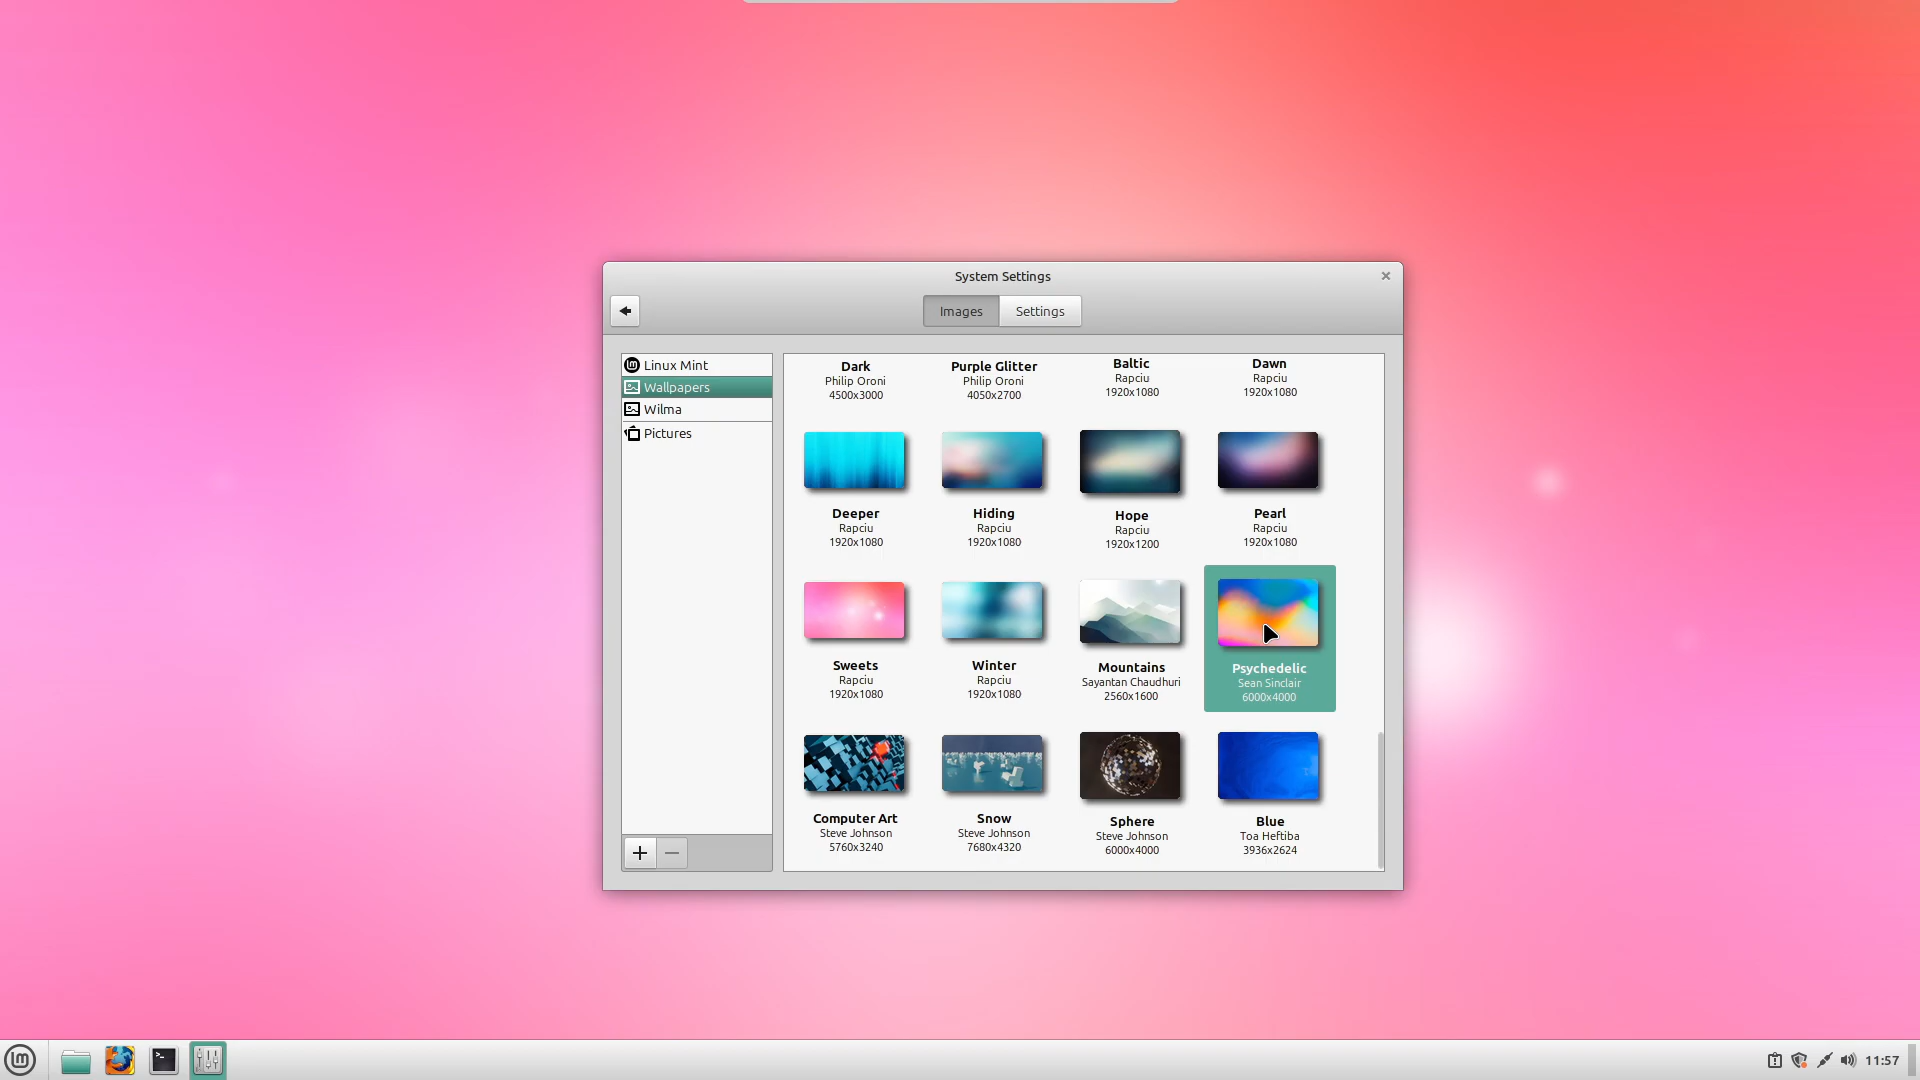 System Settings
Images Settings
Linux Mint
Wallpapers
Wilma
Pictures
Dark
Philip Oroni
4500x3000
Purple Glitter
Philip Oroni
4050x2700
Baltic
Rapciu
1920x1080
Dawn
Rapciu
1920x1080
Deeper
Rapciu
1920x1080
Hiding
Rapciu
1920x1080
Hope
Rapciu
1920x1200
Pearl
Rapciu
1920x1080
Sweets
Rapciu
1920x1080
Winter
Rapciu
1920x1080
Mountains
Sayantan Chaudhuri
2560x1600
Psychedelic
Sean Sinclair
6000x4000
Computer Art
Steve Johnson
5760x3240
Snow
Steve Johnson
7680x4320
Sphere
Steve Johnson
6000x4000
Blue
Toa Heftiba
3936x2624
11:57